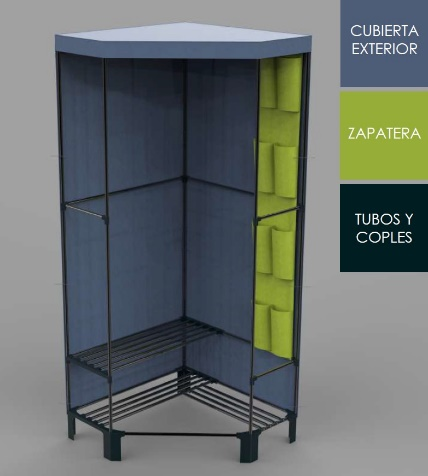 CUBIERTA
EXTERIOR
ZAPATERA
TUBOS Y
COPLES